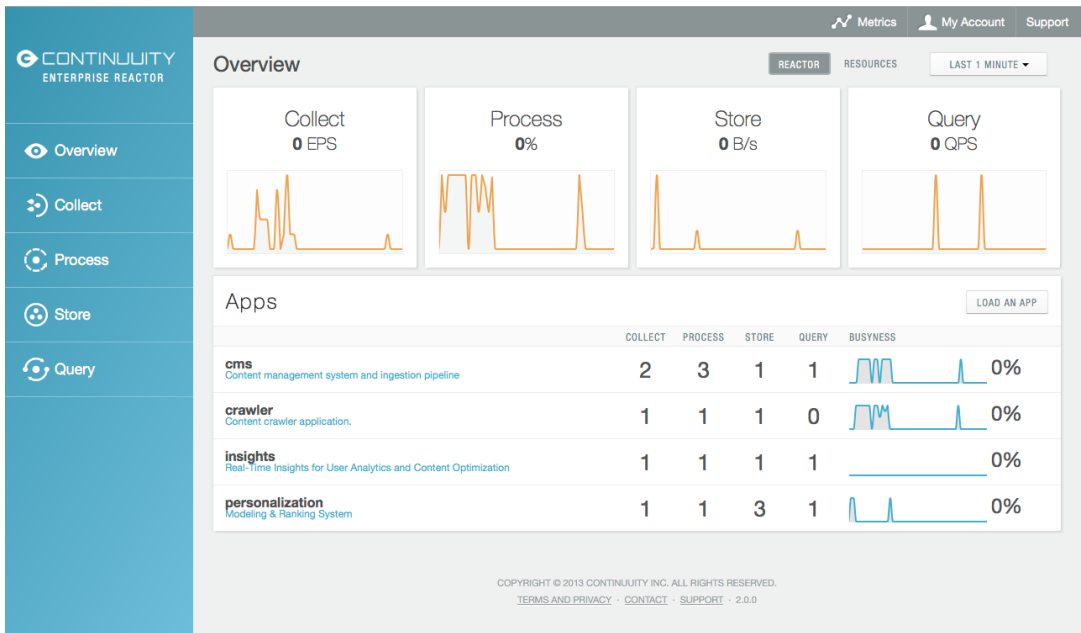 Metrics My Account Support
CONTINUUITY
ENTERPRISE REACTOR
Overview
Collect
Process
Store
Query
Overview REACTOR RESOURCES LAST 1 MINUTE
Collect
0 EPS
Process
0%
Store
0 B/s
Query
0 QPS
Apps LOAD AN APP
COLLECT PROCESS STORE QUERY BUSYNESS
cms 2 3 1 1 0%
Content management system and ingestion pipeline
crawler 1 1 1 0 0%
Content crawler application.
insights 1 1 1 1 0%
Real-Time Insights for User Analytics and Content Optimization
personalization 1 1 3 1 0%
Modeling & Ranking System
COPYRIGHT © 2013 CONTINUUITY INC. ALL RIGHTS RESERVED.
TERMS AND PRIVACY · CONTACT · SUPPORT · 2.0.0